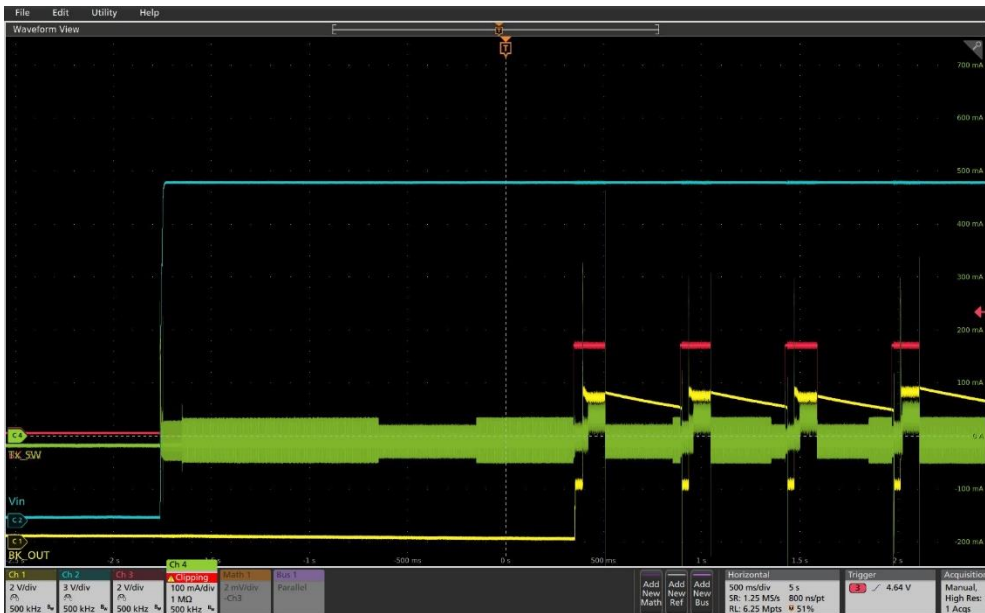 File Edit Utility Help
Waveform View
T
T
700 mA
600 mA
500 mA
400 mA
300 mA
200 mA
100 mA
C 4
0 A
-100 mA
Vin
C 2
C 1
-200 mA
BK_OUT
-2 s -1 s -500 ms 0 s 500 ms 1 s 1.5 s 2 s
Ch 1
2 V/div
500 kHz
Ch 2
3 V/div
500 kHz
Ch 3
2 V/div
500 kHz
Ch 4
Clipping
100 mA/div
1 MΩ
500 kHz
Math 1
2 mV/div
-Ch3
Bus 1
Parallel
Add New Math
Add New Ref
Add New Bus
Horizontal
500 ms/div 5 s
SR: 1.25 MS/s 800 ns/pt
RL: 6.25 Mpts 51%
Trigger
3 4.64 V
Acquisition
Manual,
High Res:
1 Acqs